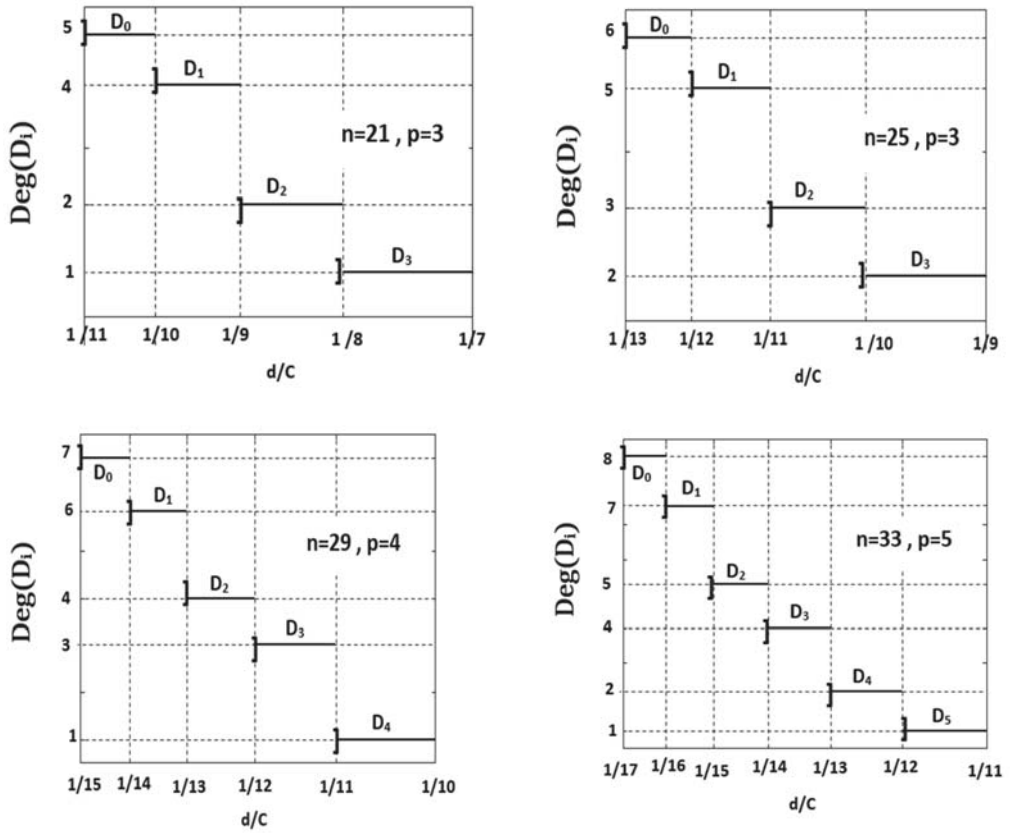 5
D₀
4
D₁
n=21 , p=3
Deg(Dᵢ)
2
D₂
1
D₃
1 /11
1/10
1/9
1 /8
1/7
d/C
6
D₀
5
D₁
n=25 , p=3
Deg(Dᵢ)
3
D₂
2
D₃
1 /13
1/12
1/11
1 /10
1/9
d/C
7
D₀
6
D₁
n=29 , p=4
Deg(Dᵢ)
4
D₂
3
D₃
1
D₄
1/15
1/14
1/13
1/12
1/11
1/10
d/C
8
D₀
7
D₁
n=33 , p=5
Deg(Dᵢ)
5
D₂
4
D₃
2
D₄
1
D₅
1/17
1/16
1/15
1/14
1/13
1/12
1/11
d/C